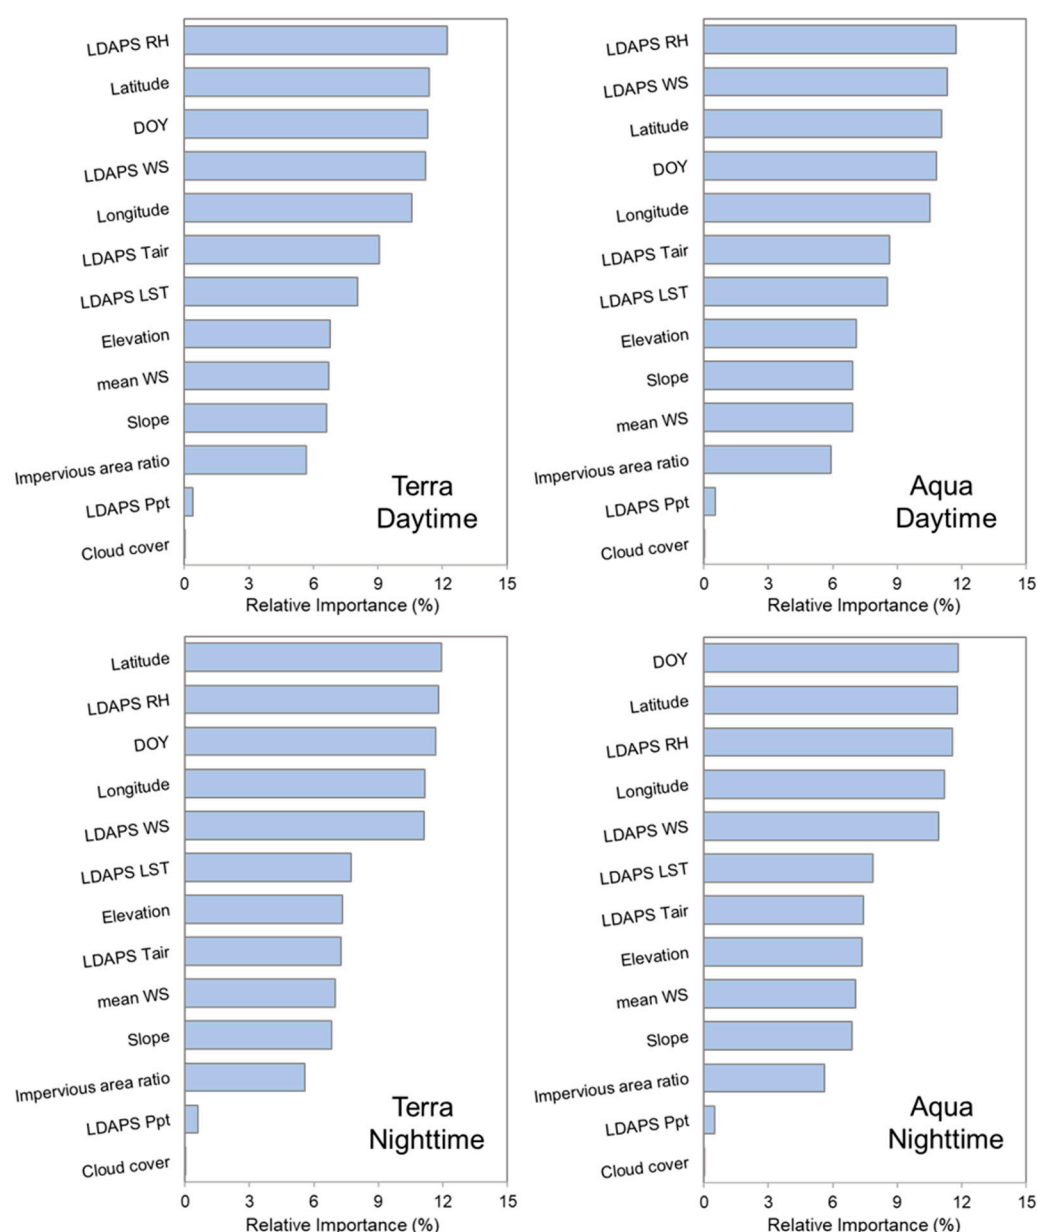 LDAPS RH
Latitude
DOY
LDAPS WS
Longitude
LDAPS Tair
LDAPS LST
Elevation
mean WS
Slope
Impervious area ratio
LDAPS Ppt
Cloud cover
Terra
Daytime
0 3 6 9 12 15
Relative Importance (%)
LDAPS RH
LDAPS WS
Latitude
DOY
Longitude
LDAPS Tair
LDAPS LST
Elevation
Slope
mean WS
Impervious area ratio
LDAPS Ppt
Cloud cover
Aqua
Daytime
0 3 6 9 12 15
Relative Importance (%)
Latitude
LDAPS RH
DOY
Longitude
LDAPS WS
LDAPS LST
Elevation
LDAPS Tair
mean WS
Slope
Impervious area ratio
LDAPS Ppt
Cloud cover
Terra
Nighttime
0 3 6 9 12 15
Relative Importance (%)
DOY
Latitude
LDAPS RH
Longitude
LDAPS WS
LDAPS LST
LDAPS Tair
Elevation
mean WS
Slope
Impervious area ratio
LDAPS Ppt
Cloud cover
Aqua
Nighttime
0 3 6 9 12 15
Relative Importance (%)